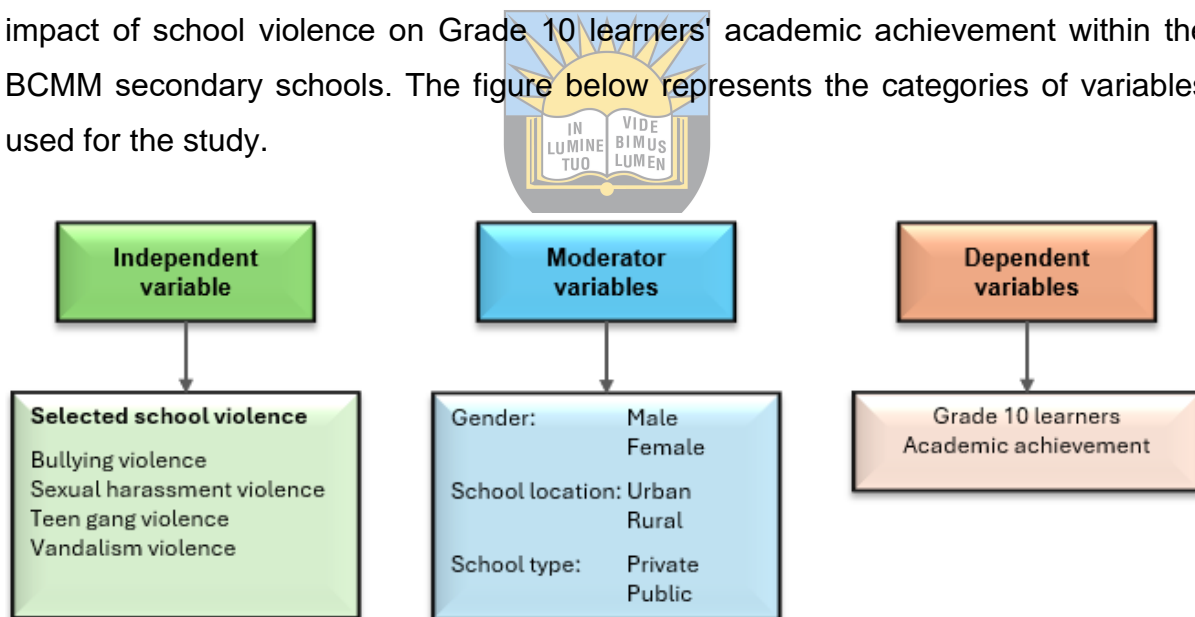 impact of school violence on Grade 10 learners' academic achievement within the
BCMM secondary schools. The figure below represents the categories of variables
used for the study.
IN
LUMINE
TUO
VIDE
BIMUS
LUMEN
Independent
variable
Selected school violence
Bullying violence
Sexual harassment violence
Teen gang violence
Vandalism violence
Moderator
variables
Gender: Male
Female
School location: Urban
Rural
School type: Private
Public
Dependent
variables
Grade 10 learners
Academic achievement